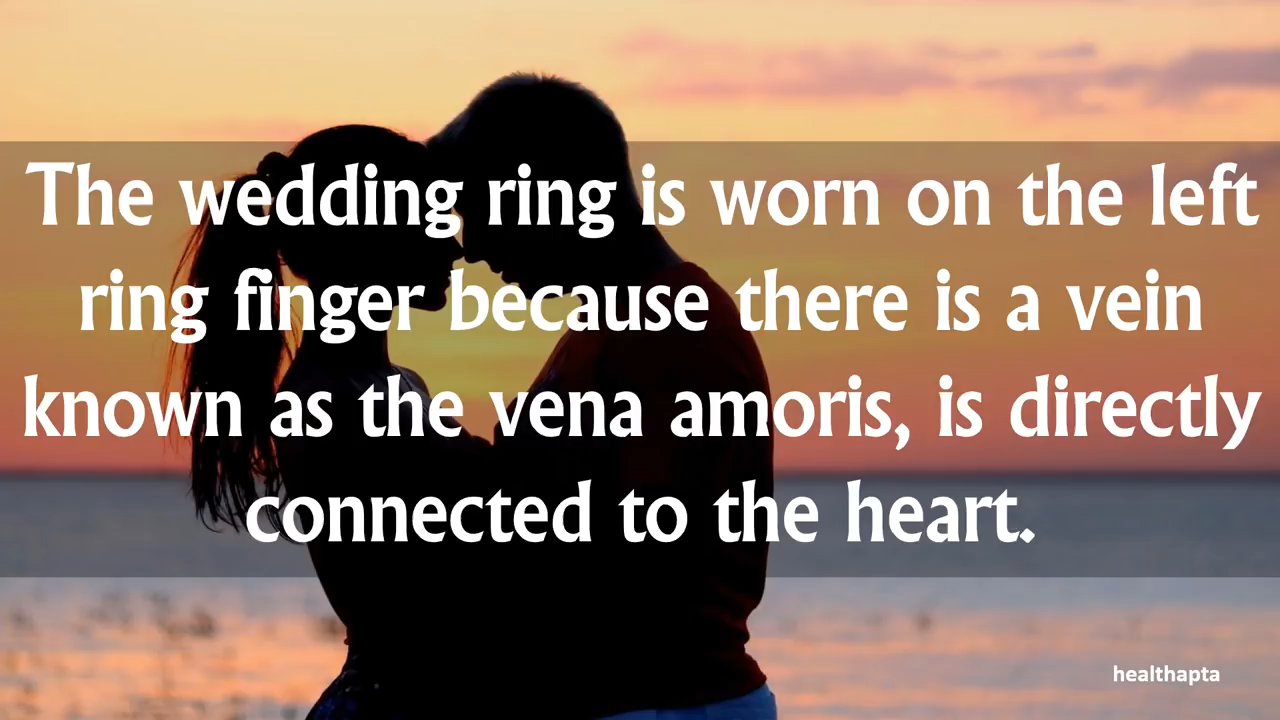 The wedding ring is worn on the left
ring finger because there is a vein
known as the vena amoris, is directly
connected to the heart.
healthapta